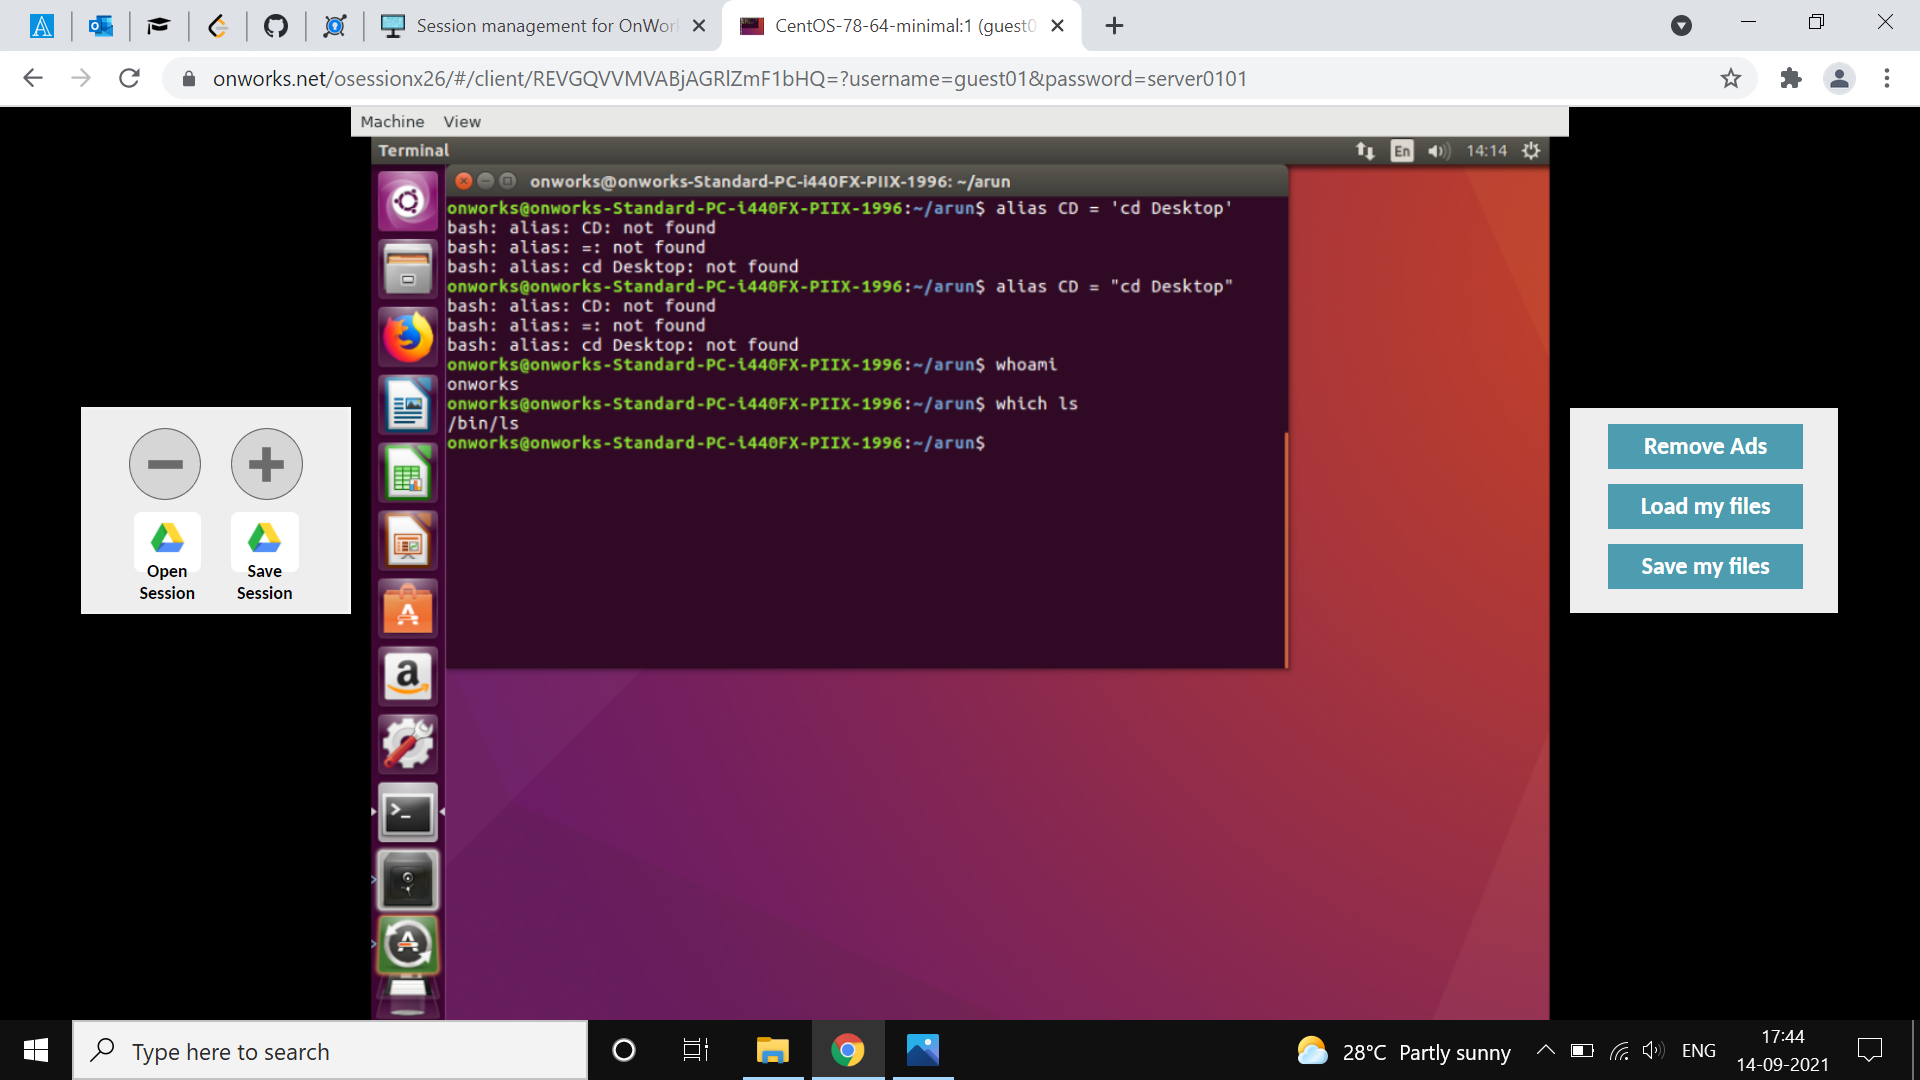 Session management for OnWor
CentOS-78-64-minimal:1 (guest0
onworks.net/osessionx26/#/client/REVGQVVMVABjAGRlZmF1bHQ=?username=guest01&password=server0101
Machine View
Terminal
En
14:14
onworks@onworks-Standard-PC-i440FX-PIIX-1996: ~/arun
onworks@onworks-Standard-PC-i440FX-PIIX-1996:~/arun$ alias CD = 'cd Desktop'
bash: alias: CD: not found
bash: alias: =: not found
bash: alias: cd Desktop: not found
onworks@onworks-Standard-PC-i440FX-PIIX-1996:~/arun$ alias CD = "cd Desktop"
bash: alias: CD: not found
bash: alias: =: not found
bash: alias: cd Desktop: not found
onworks@onworks-Standard-PC-i440FX-PIIX-1996:~/arun$ whoami
onworks
onworks@onworks-Standard-PC-i440FX-PIIX-1996:~/arun$ which ls
/bin/ls
onworks@onworks-Standard-PC-i440FX-PIIX-1996:~/arun$
Open Session
Save Session
Remove Ads
Load my files
Save my files
Type here to search
28°C Partly sunny
ENG
17:44
14-09-2021